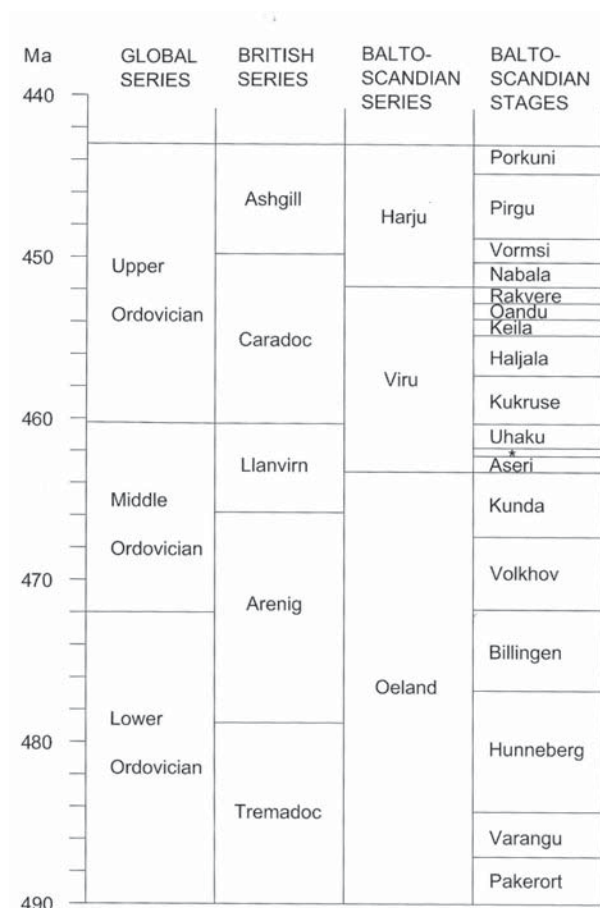 Ma
GLOBAL
SERIES
BRITISH
SERIES
BALTO-
SCANDIAN
SERIES
BALTO-
SCANDIAN
STAGES
440
450
460
470
480
490
Upper
Ordovician
Middle
Ordovician
Lower
Ordovician
Ashgill
Caradoc
Llanvirn
Arenig
Tremadoc
Harju
Viru
Oeland
Porkuni
Pirgu
Vormsi
Nabala
Rakvere
Oandu
Keila
Haljala
Kukruse
Uhaku
*
Aseri
Kunda
Volkhov
Billingen
Hunneberg
Varangu
Pakerort